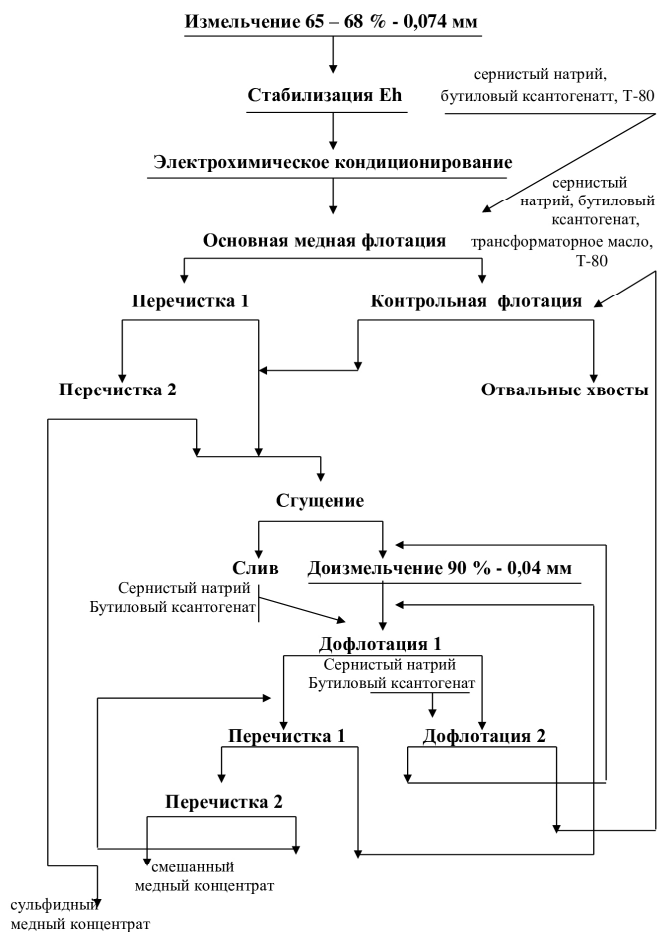 Измельчение 65 – 68 % - 0,074 мм
сернистый натрий,
бутиловый ксантогенатт, Т-80
Стабилизация Eh
Электрохимическое кондиционирование
сернистый
натрий, бутиловый
ксантогенат,
трансформаторное масло,
Т-80
Основная медная флотация
Перечистка 1
Контрольная флотация
Перечистка 2
Отвальные хвосты
Сгущение
Слив
Доизмельчение 90 % - 0,04 мм
Сернистый натрий
Бутиловый ксантогенат
Дофлотация 1
Сернистый натрий
Бутиловый ксантогенат
Перечистка 1
Дофлотация 2
Перечистка 2
смешанный
медный концентрат
сульфидный
медный концентрат